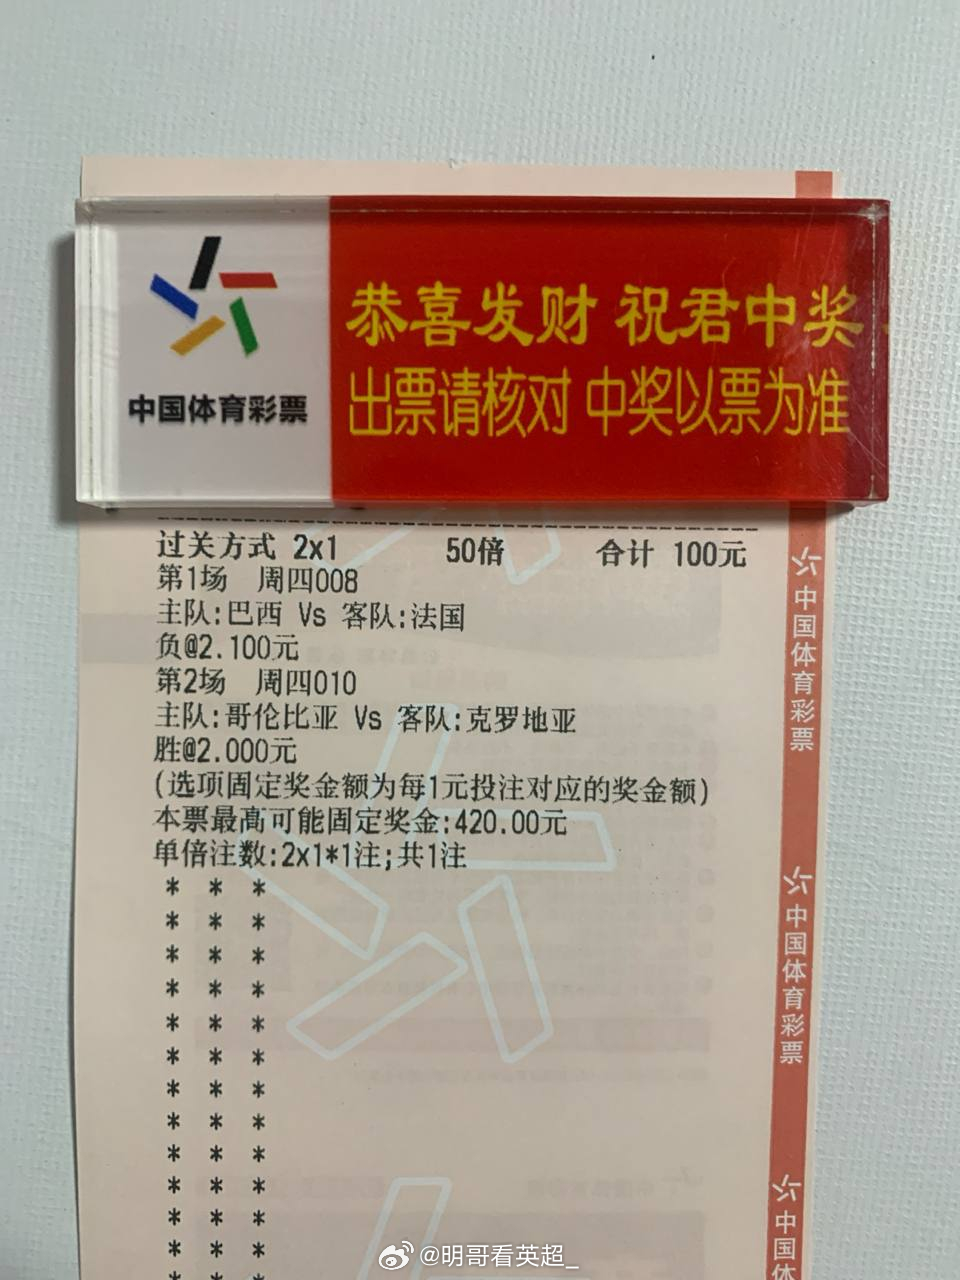 恭喜发财 祝君中奖
出票请核对 中奖以票为准
中国体育彩票
过关方式 2x1 50倍 合计 100元
第1场 周四008
主队:巴西 Vs 客队:法国
负@2.100元
第2场 周四010
主队:哥伦比亚 Vs 客队:克罗地亚
胜@2.000元
(选项固定奖金额为每1元投注对应的奖金额)
本票最高可能固定奖金:420.00元
单倍注数:2x1*1注;共1注
* * *
* * *
* * *
* * *
* * *
* * *
* * *
* * *
* * *
* * *
* * *
* * *
* * *
中国体育彩票
中国体育彩票
中国体
@明哥看英超_